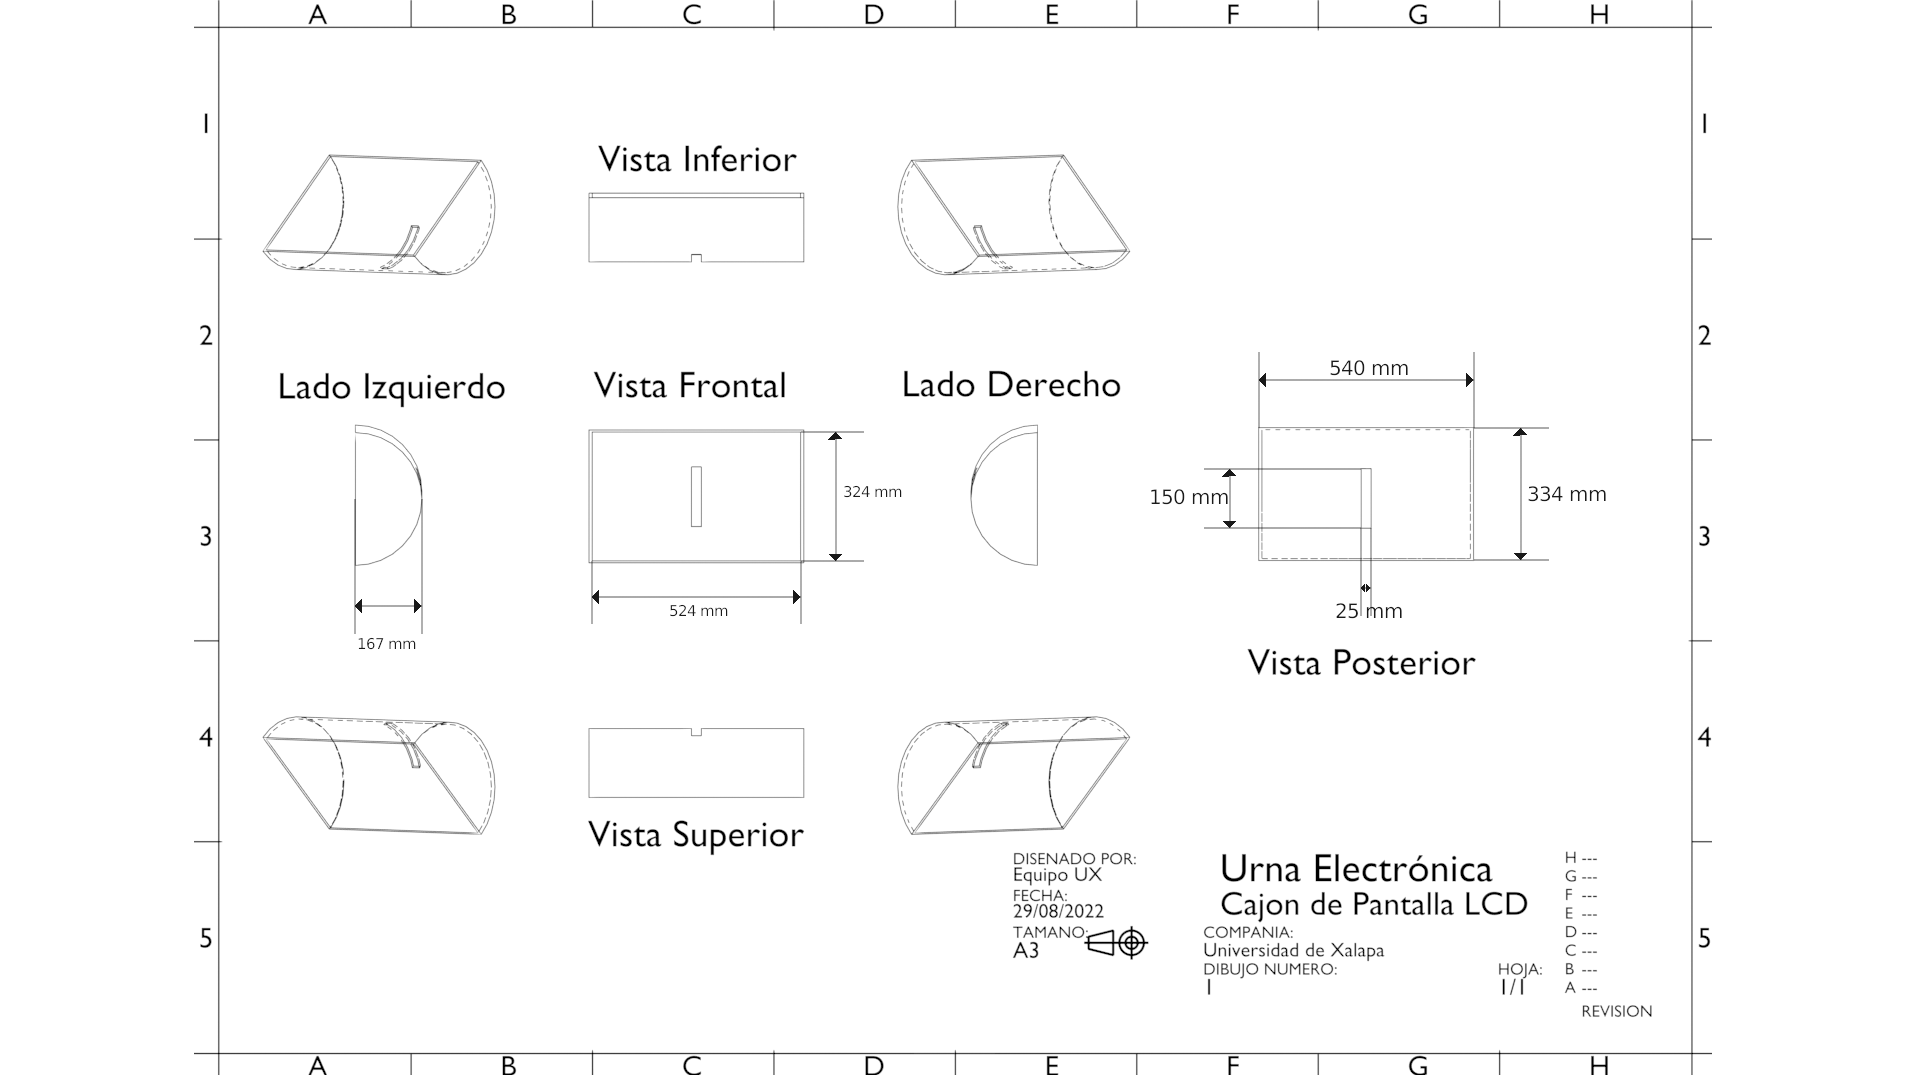 A B C D E F G H
1 1
Vista Inferior
2 2
540 mm
Lado Izquierdo Vista Frontal Lado Derecho
324 mm
150 mm 334 mm
3 3
524 mm
25 mm
167 mm
Vista Posterior
4 4
Vista Superior
DISENADO POR:
Equipo UX
FECHA:
29/08/2022
TAMANO:
A3
Urna Electrónica
Cajon de Pantalla LCD
COMPANIA:
Universidad de Xalapa
DIBUJO NUMERO:
1
HOJA:
1/1
H ---
G ---
F ---
E ---
D ---
C ---
B ---
A ---
REVISION
5 5
A B C D E F G H